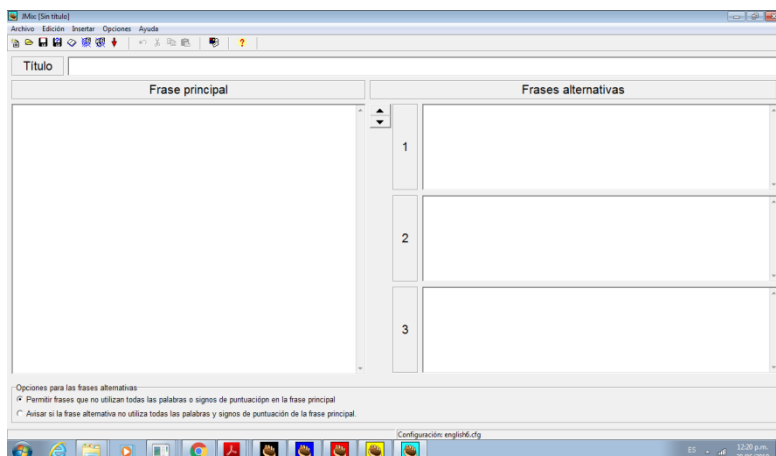 JMix: [Sin título]
Archivo Edición Insertar Opciones Ayuda
?
Título
Frase principal
Frases alternativas
1
2
3
Opciones para las frases alternativas
Permitir frases que no utilizan todas las palabras o signos de puntuaciópn en la frase principal
Avisar si la frase alternativa no utiliza todas las palabras y signos de puntuación de la frase principal.
Configuración: english6.cfg
ES
12:20 p.m.